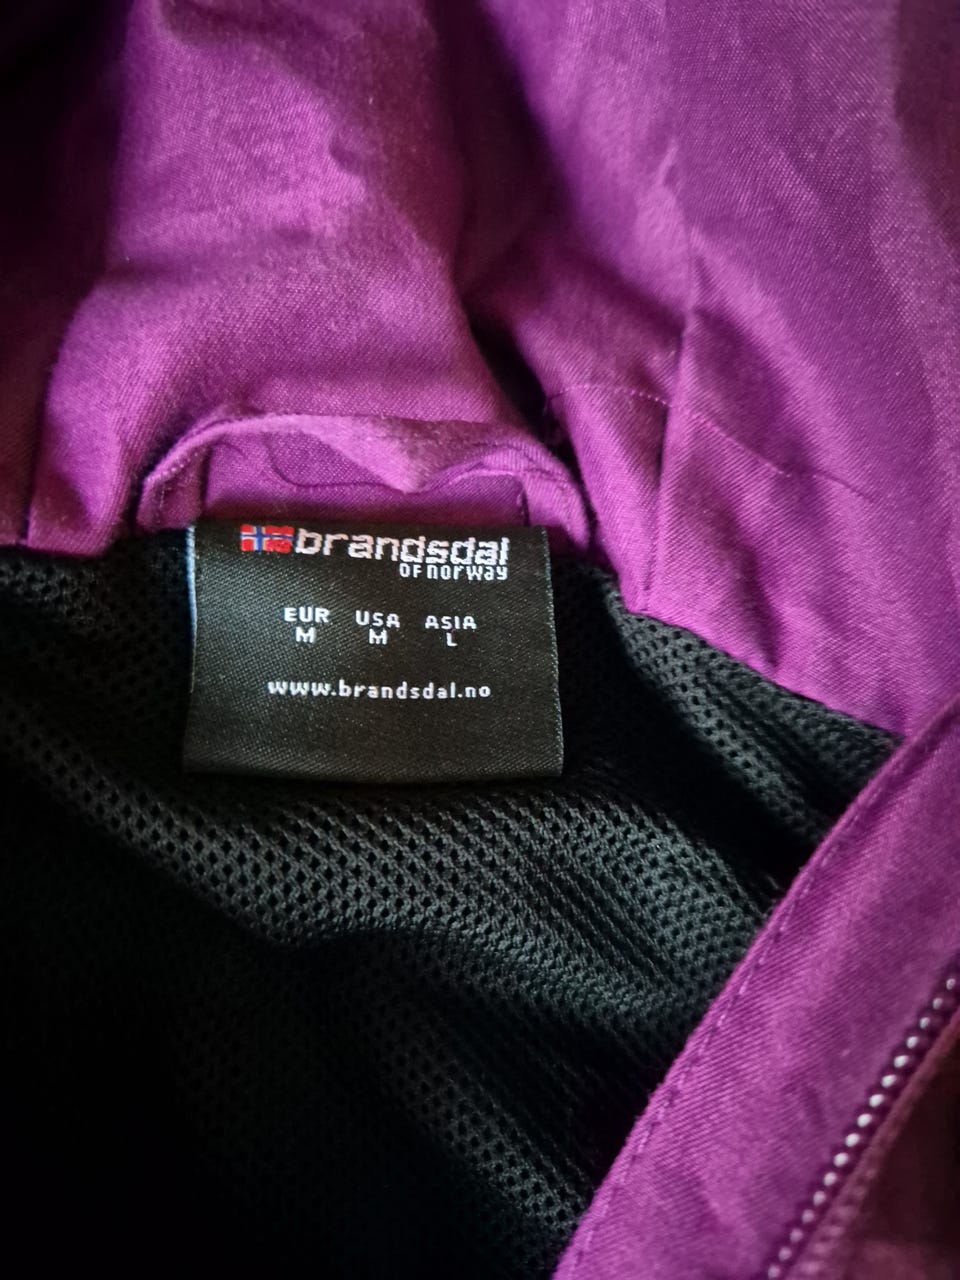 brandsdal
OF norway
EUR USA ASIA
M M L
www.brandsdal.no